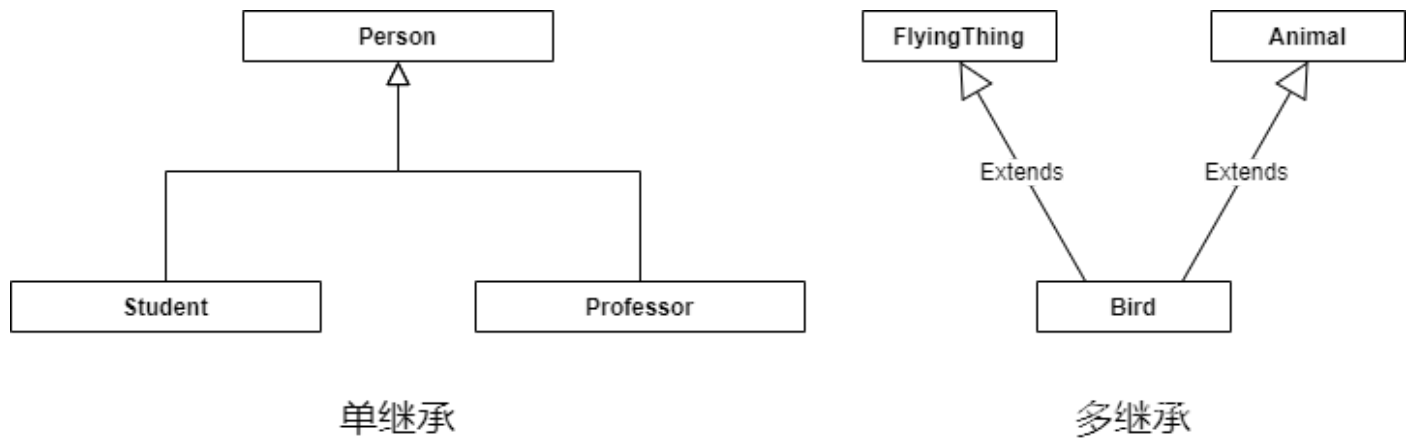 Person
FlyingThing
Animal
Extends
Extends
Student
Professor
Bird
单继承
多继承